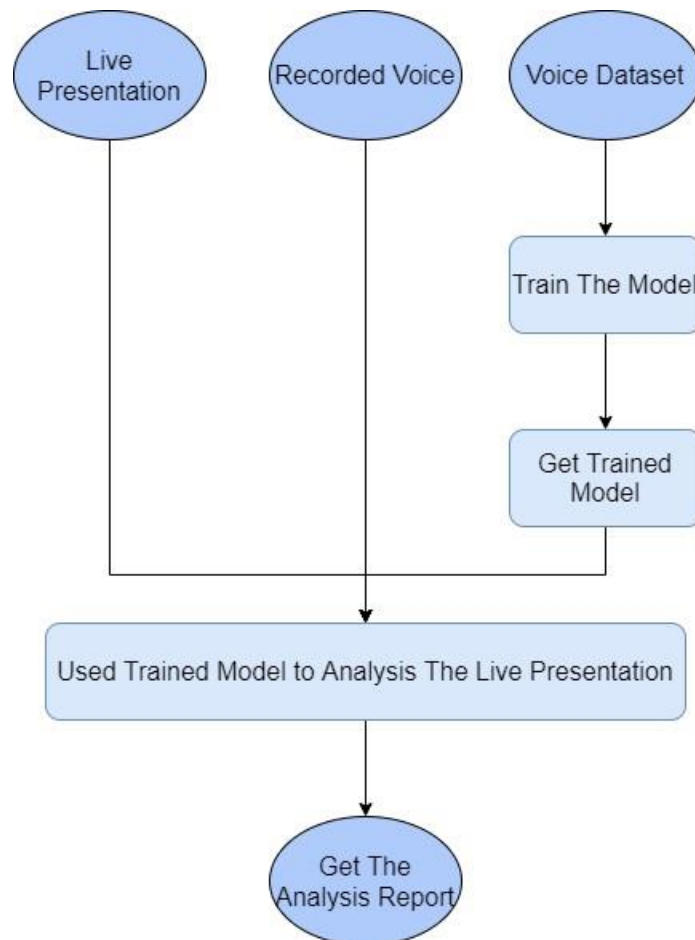 Live
Presentation
Recorded Voice
Voice Dataset
Train The Model
Get Trained
Model
Used Trained Model to Analysis The Live Presentation
Get The
Analysis Report